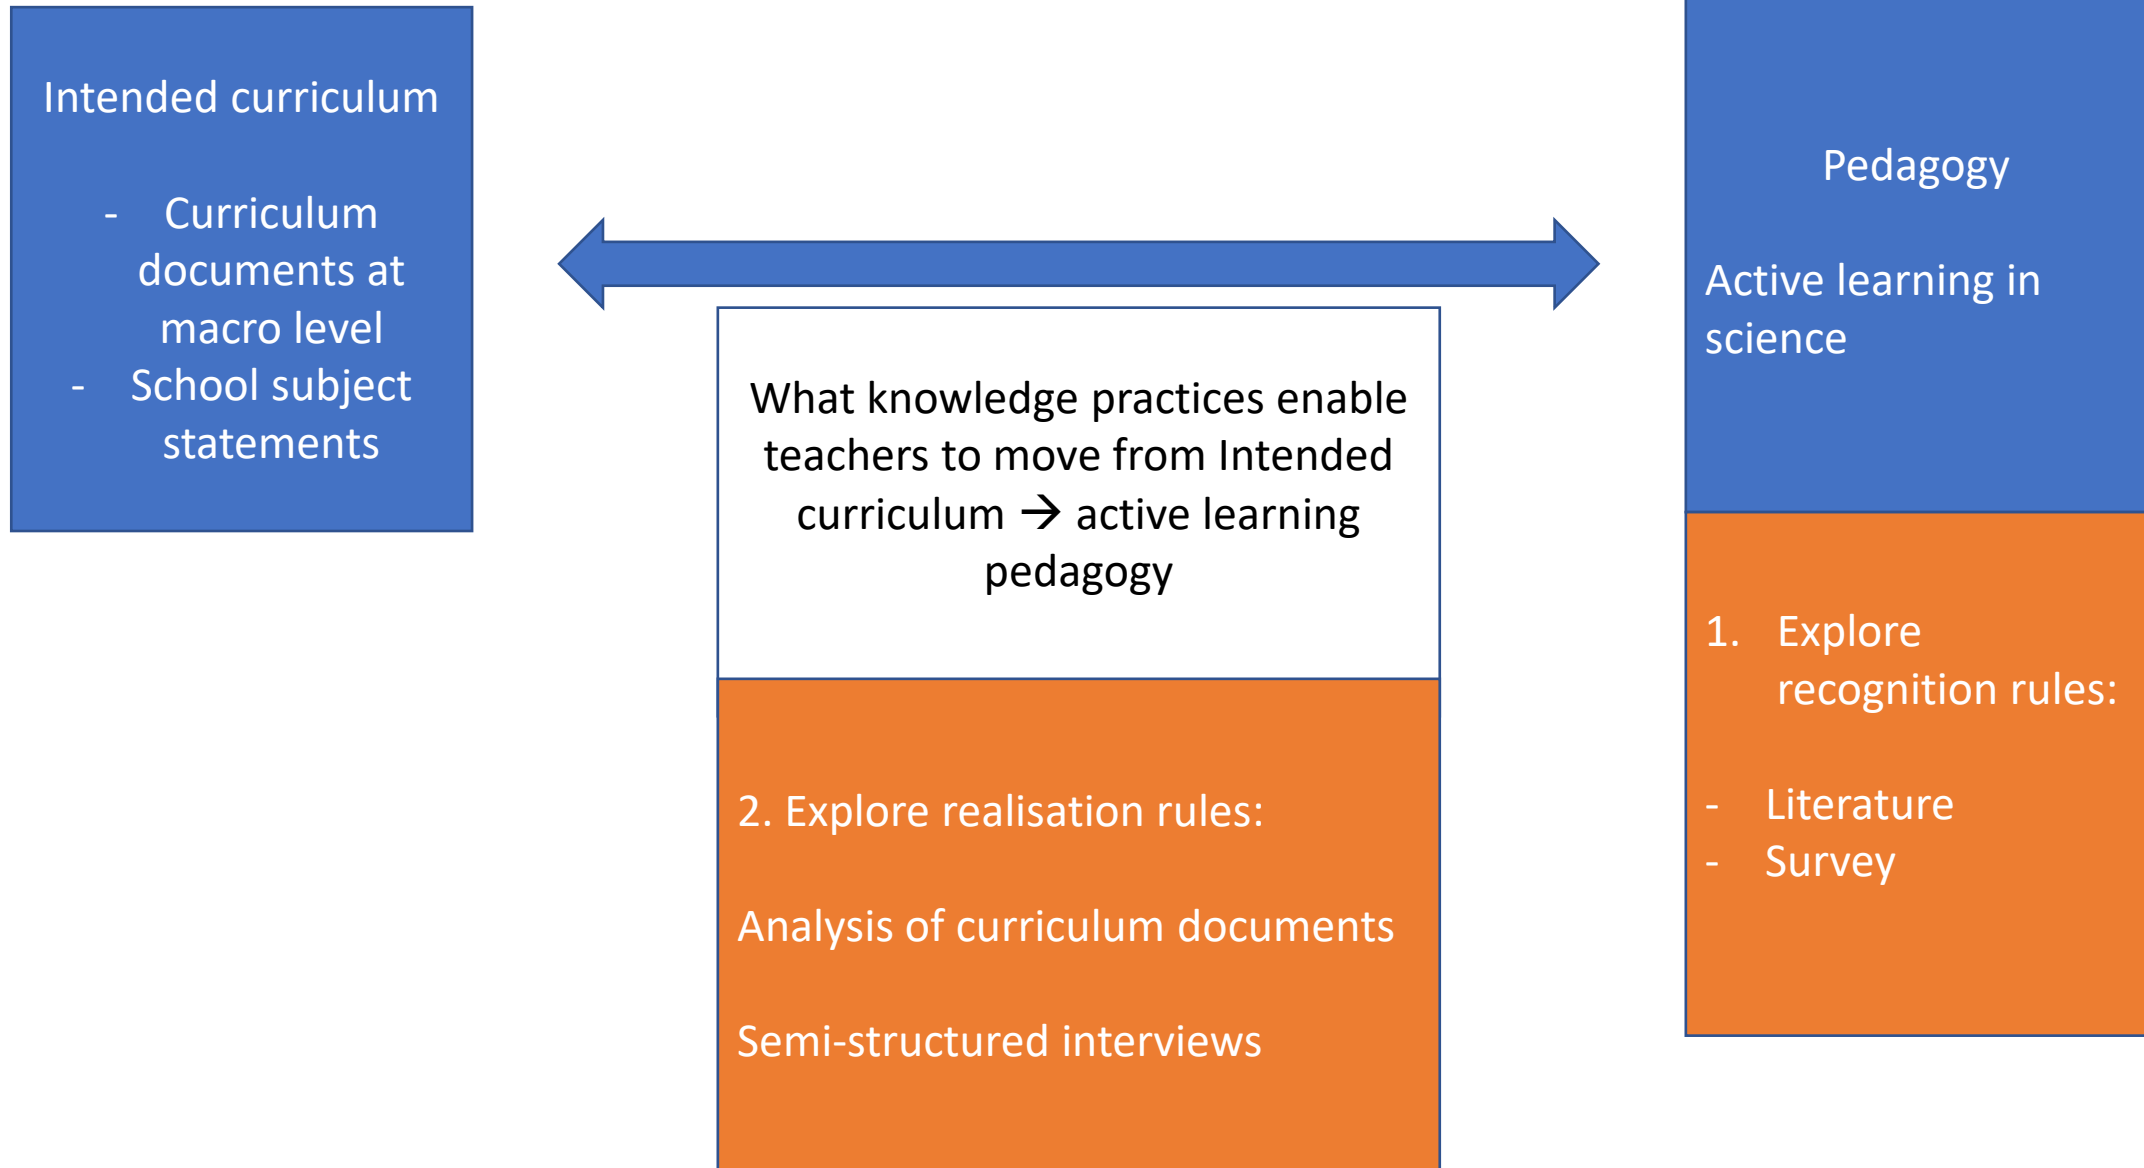 Intended curriculum
- Curriculum
documents at
macro level
- School subject
statements
What knowledge practices enable
teachers to move from Intended
curriculum → active learning
pedagogy
2. Explore realisation rules:
Analysis of curriculum documents
Semi-structured interviews
Pedagogy
Active learning in
science
1. Explore
recognition rules:
- Literature
- Survey